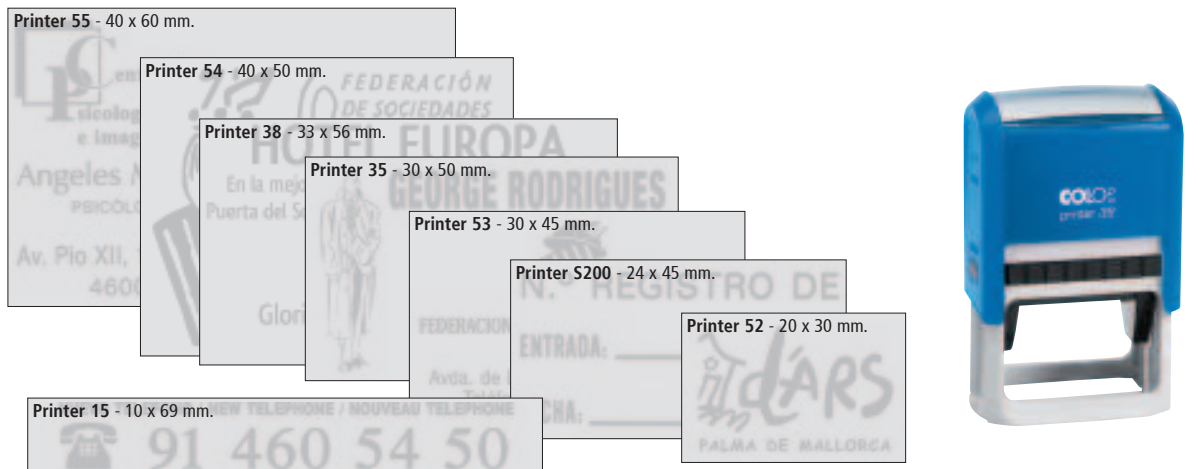 Printer 55 - 40 x 60 mm.
Angeles
PSICÓLO
Av. Pio XII,
4600
Printer 54 - 40 x 50 mm.
FEDERACIÓN
DE SOCIEDADES
Printer 38 - 33 x 56 mm.
HOTEL EUROPA
En la mejo
Puerta del So
Glori
Printer 35 - 30 x 50 mm.
GEORGE RODRIGUES
Printer 53 - 30 x 45 mm.
FEDERACION
Avda. de
Printer S200 - 24 x 45 mm.
N.º REGISTRO DE
ENTRADA:
CHA:
Printer 52 - 20 x 30 mm.
d'ARS
PALMA DE MALLORCA
Printer 15 - 10 x 69 mm.
/ NEW TELEPHONE / NOUVEAU TELEPHONE
91 460 54 50
COLOP
printer